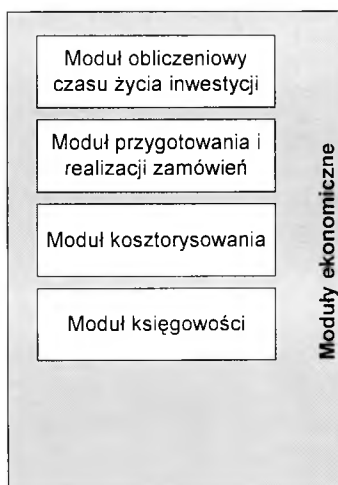 Moduł obliczeniowy
czasu życia inwestycji
Moduł przygotowania i
realizacji zamówień
Moduł kosztorysowania
Moduł księgowości
Moduły ekonomiczne